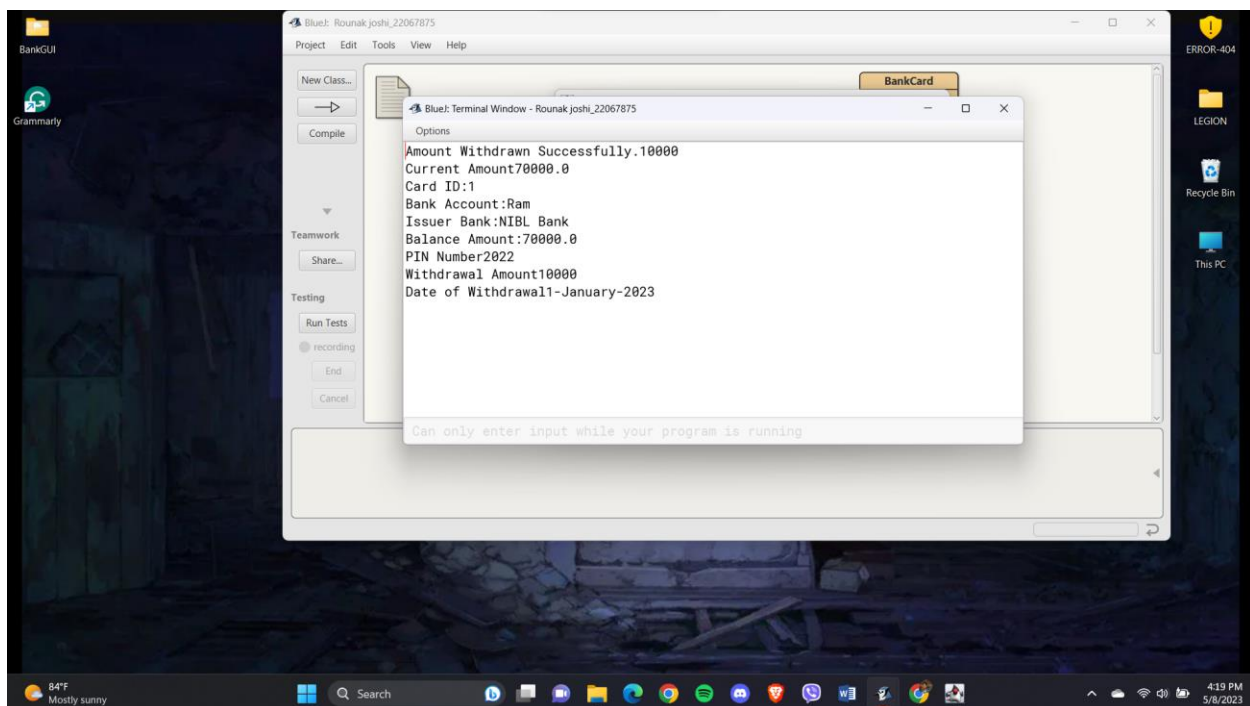 BankGUI
Grammarly
BlueJ: Rounak joshi_22067875
Project Edit Tools View Help
New Class...
Compile
Teamwork
Share...
Testing
Run Tests
recording
End
Cancel
BankCard
BlueJ: Terminal Window - Rounak joshi_22067875
Options
Amount Withdrawn Successfully.10000
Current Amount70000.0
Card ID:1
Bank Account:Ram
Issuer Bank:NIBL Bank
Balance Amount:70000.0
PIN Number2022
Withdrawal Amount10000
Date of Withdrawal1-January-2023
Can only enter input while your program is running
ERROR-404
LEGION
Recycle Bin
This PC
84°F
Mostly sunny
Search
4:19 PM
5/8/2023